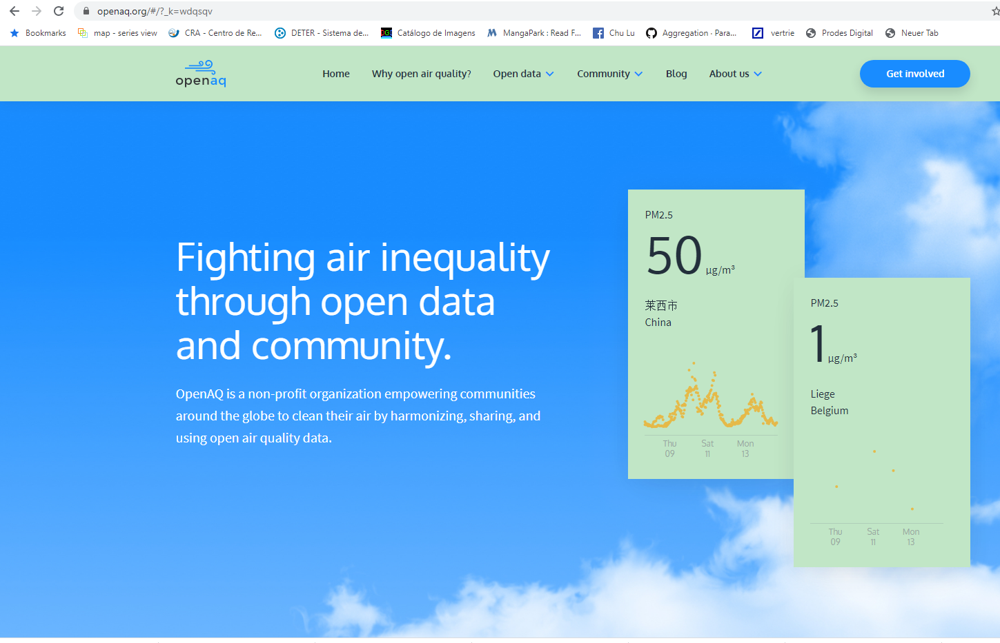 openaq.org/#/?_k=wdqsqv
Bookmarks map - series view CRA - Centro de Re... DETER - Sistema de... DGI Catálogo de Imagens MangaPark : Read F... Chu Lu Aggregation · Para... vertrie Prodes Digital Neuer Tab
openaq
Home Why open air quality? Open data Community Blog About us Get involved
Fighting air inequality
through open data
and community.
OpenAQ is a non-profit organization empowering communities
around the globe to clean their air by harmonizing, sharing, and
using open air quality data.
PM2.5
50 µg/m³
莱西市
China
Thu Sat Mon
09 11 13
PM2.5
1 µg/m³
Liege
Belgium
Thu Sat Mon
09 11 13